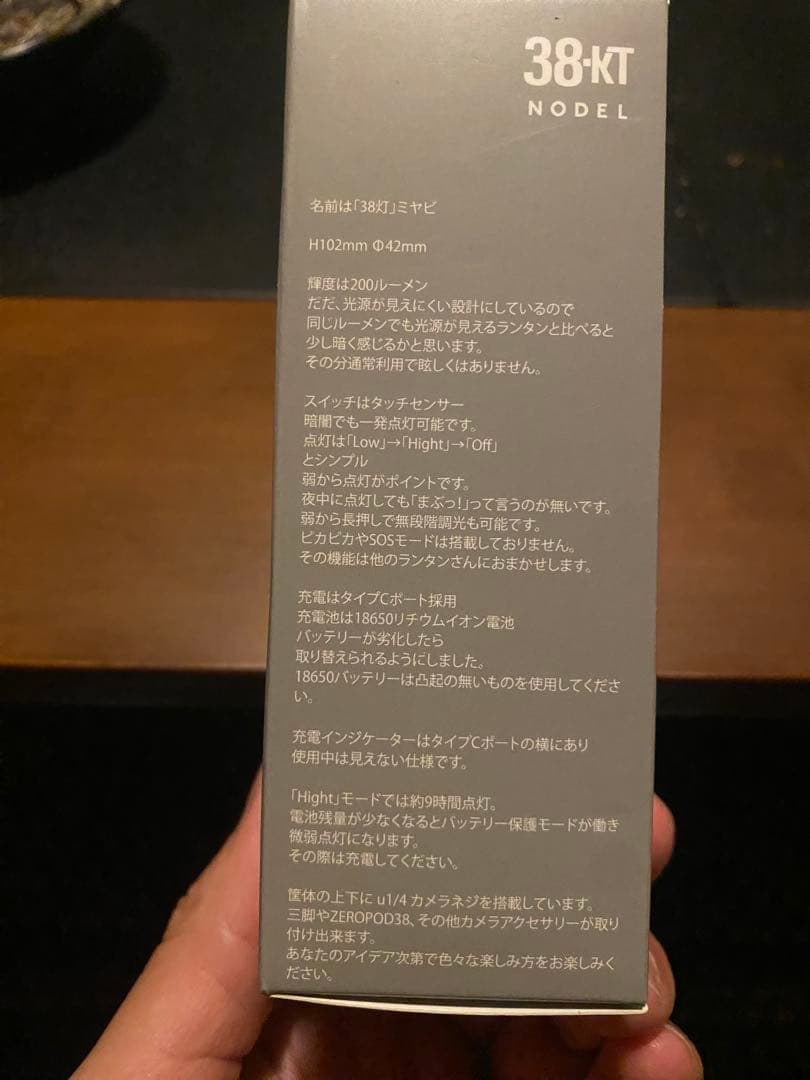 38-KT
NODEL
名前は「38灯」ミヤビ
H102mm Φ42mm
輝度は200ルーメン
だだ、光源が見えにくい設計にしているので
同じルーメンでも光源が見えるランタンと比べると
少し暗く感じるかと思います。
その分通常利用で眩しくはありません。
スイッチはタッチセンサー
暗闇でも一発点灯可能です。
点灯は「Low」→「Hight」→「Off」
とシンプル
弱から点灯がポイントです。
夜中に点灯しても「まぶっ!」って言うのが無いです。
弱から長押しで無段階調光も可能です。
ピカピカやSOSモードは搭載しておりません。
その機能は他のランタンさんにおまかせします。
充電はタイプCポート採用
充電池は18650リチウムイオン電池
バッテリーが劣化したら
取り替えられるようにしました。
18650バッテリーは凸起の無いものを使用してくださ
い。
充電インジケーターはタイプCポートの横にあり
使用中は見えない仕様です。
「Hight」モードでは約9時間点灯。
電池残量が少なくなるとバッテリー保護モードが働き
微弱点灯になります。
その際は充電してください。
筐体の上下に u1/4 カメラネジを搭載しています。
三脚やZEROPOD38、その他カメラアクセサリーが取り
付け出来ます。
あなたのアイデア次第で色々な楽しみ方をお楽しみく
ださい。